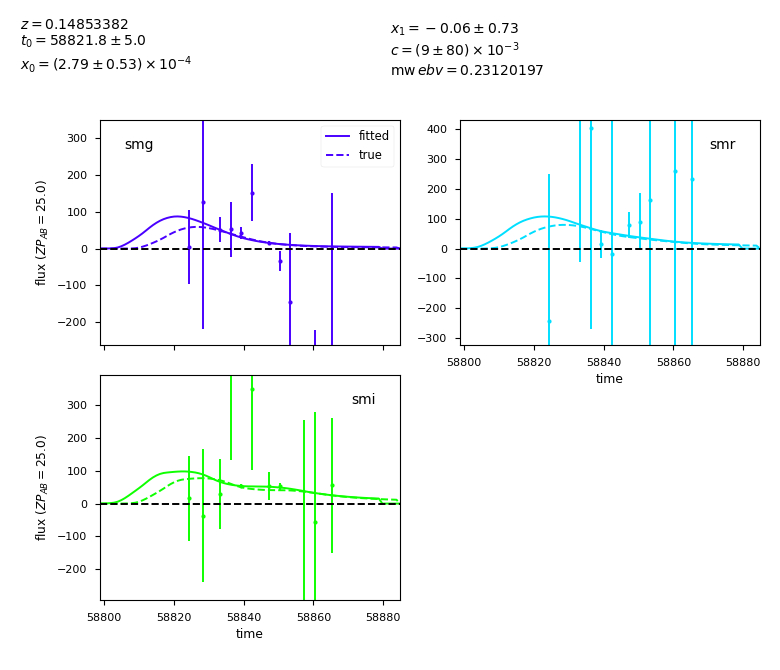 z = 0.14853382
t₀ = 58821.8 ± 5.0
x₀ = (2.79 ± 0.53) × 10⁻⁴
x₁ = −0.06 ± 0.73
c = (9 ± 80) × 10⁻³
mw ebv = 0.23120197
smg
fitted
true
300
200
100
0
−100
−200
flux (ZP_AB = 25.0)
smr
400
300
200
100
0
−100
−200
−300
58800 58820 58840 58860 58880
time
smi
300
200
100
0
−100
−200
flux (ZP_AB = 25.0)
58800 58820 58840 58860 58880
time